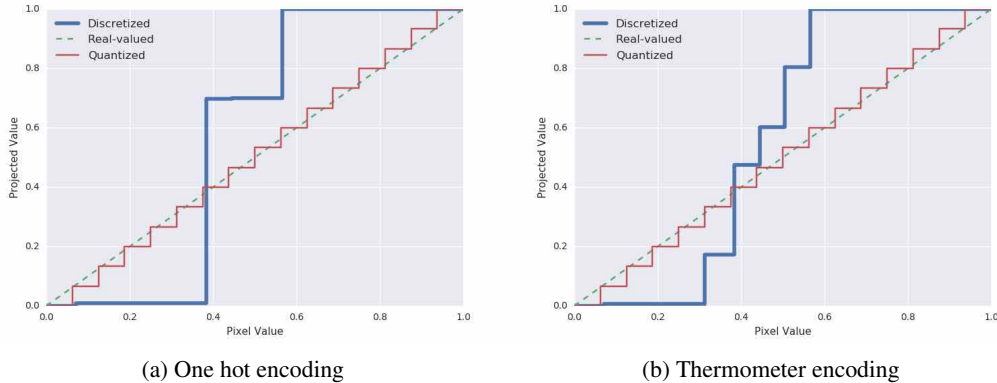 Discretized
Real-valued
Quantized
1.0
0.8
0.6
0.4
0.2
0.0
Projected Value
0.0 0.2 0.4 0.6 0.8 1.0
Pixel Value
(a) One hot encoding
Discretized
Real-valued
Quantized
1.0
0.8
0.6
0.4
0.2
0.0
Projected Value
0.0 0.2 0.4 0.6 0.8 1.0
Pixel Value
(b) Thermometer encoding